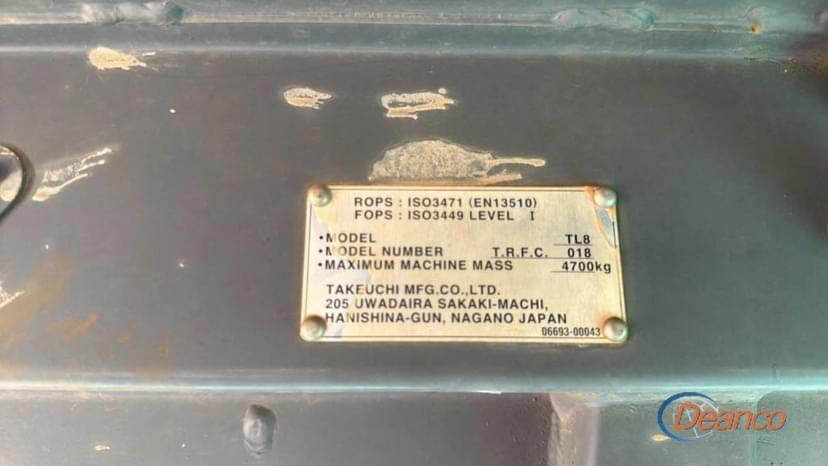 ROPS : ISO3471 (EN13510)
FOPS : ISO3449 LEVEL I
•MODEL TL8
•MODEL NUMBER T.R.F.C. 018
•MAXIMUM MACHINE MASS 4700kg
TAKEUCHI MFG.CO.,LTD.
205 UWADAIRA SAKAKI-MACHI,
HANISHINA-GUN, NAGANO JAPAN
06693-00043
Deanco